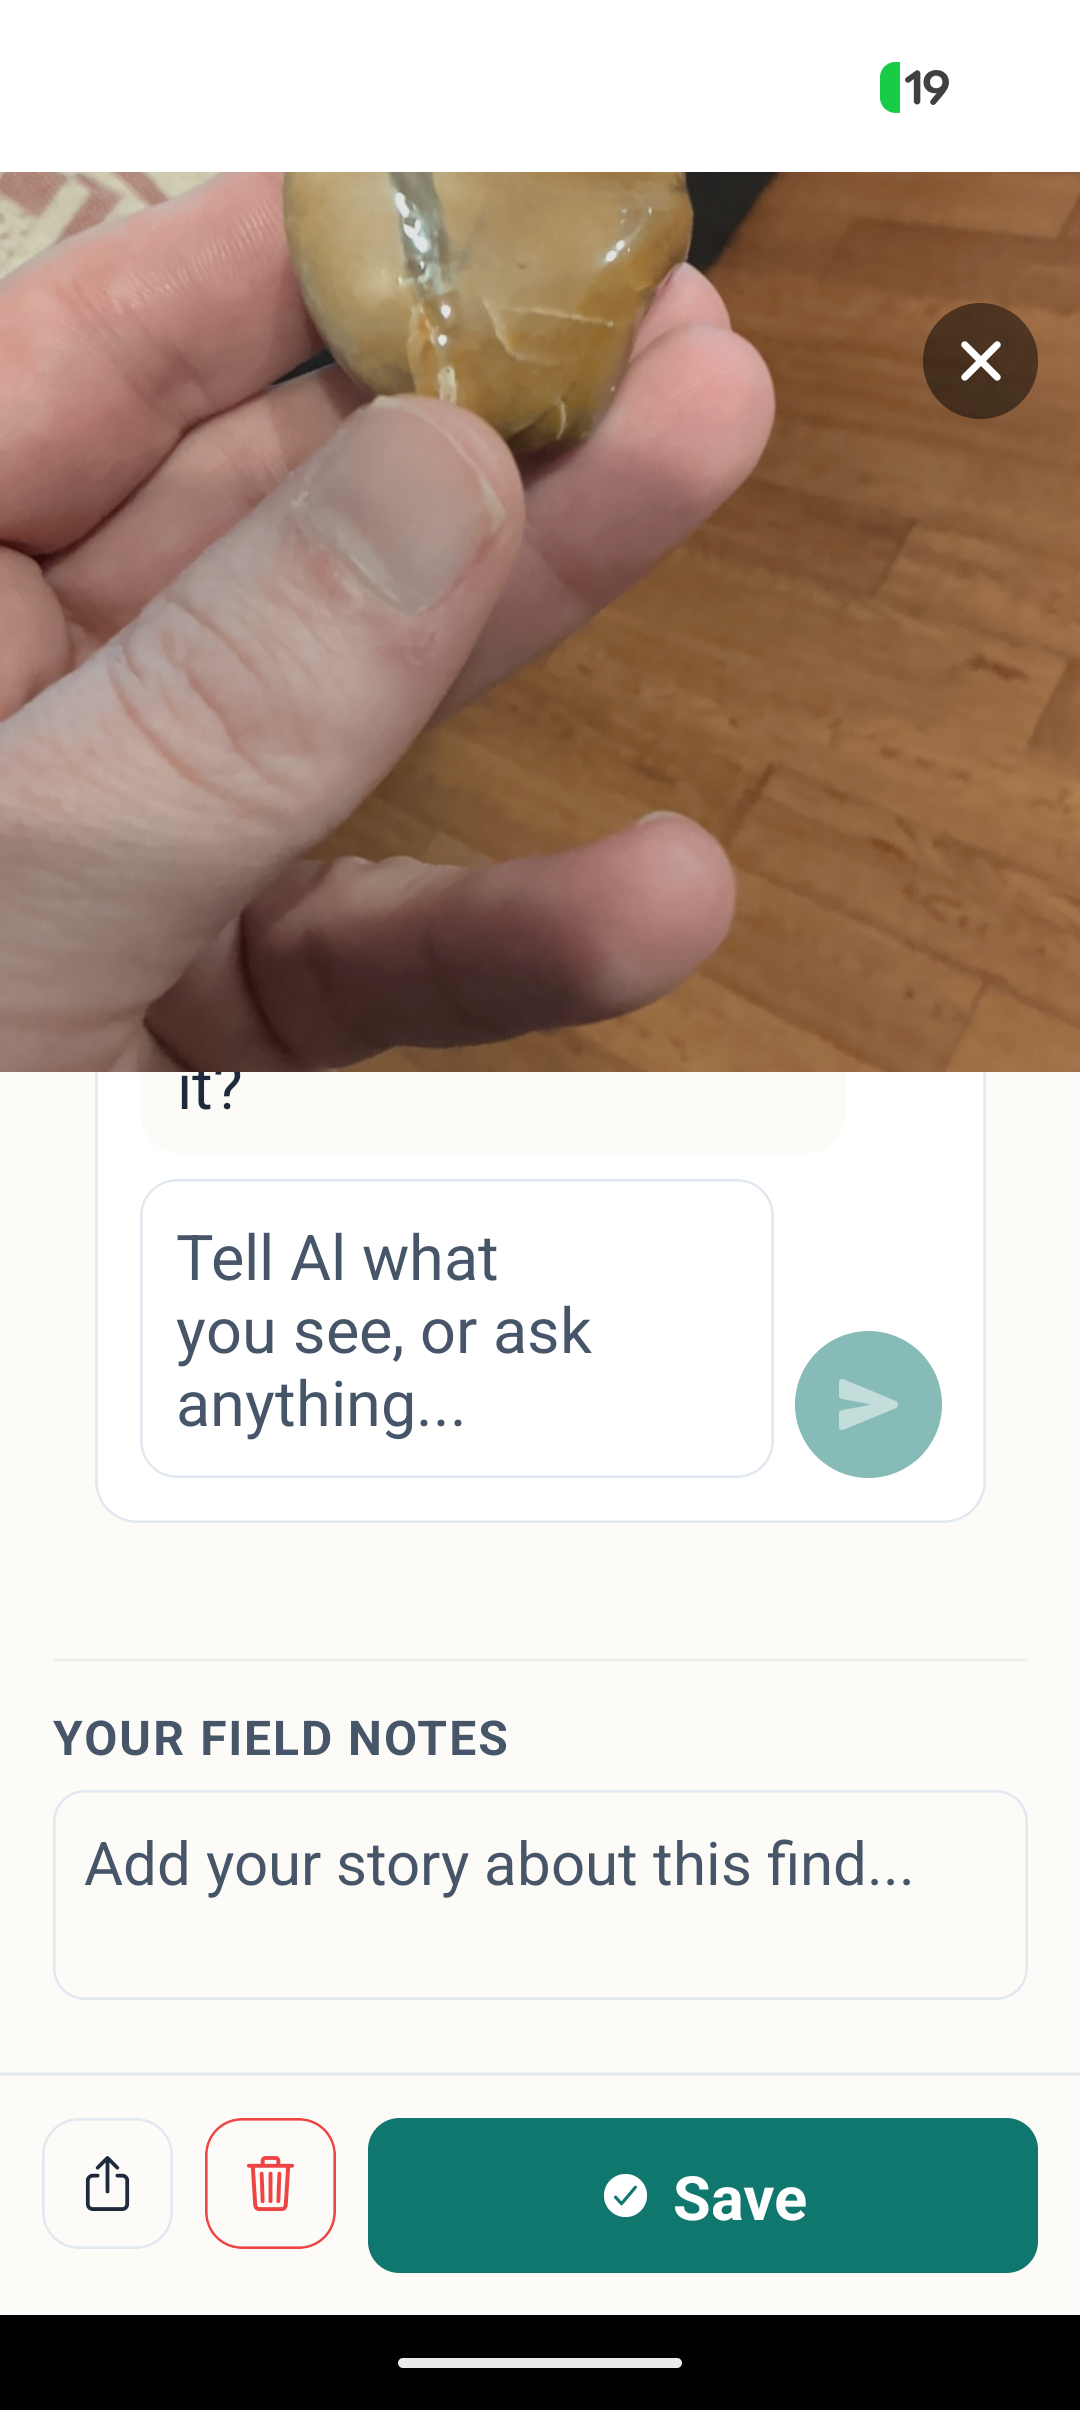 19
it?
Tell AI what
you see, or ask
anything...
YOUR FIELD NOTES
Add your story about this find...
Save